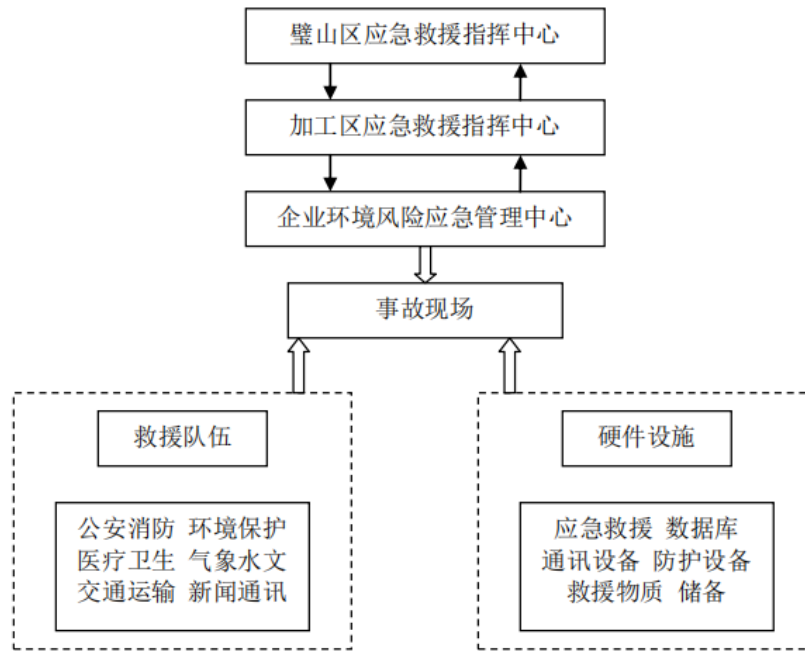 璧山区应急救援指挥中心
加工区应急救援指挥中心
企业环境风险应急管理中心
事故现场
救援队伍
公安消防 环境保护
医疗卫生 气象水文
交通运输 新闻通讯
硬件设施
应急救援 数据库
通讯设备 防护设备
救援物质 储备